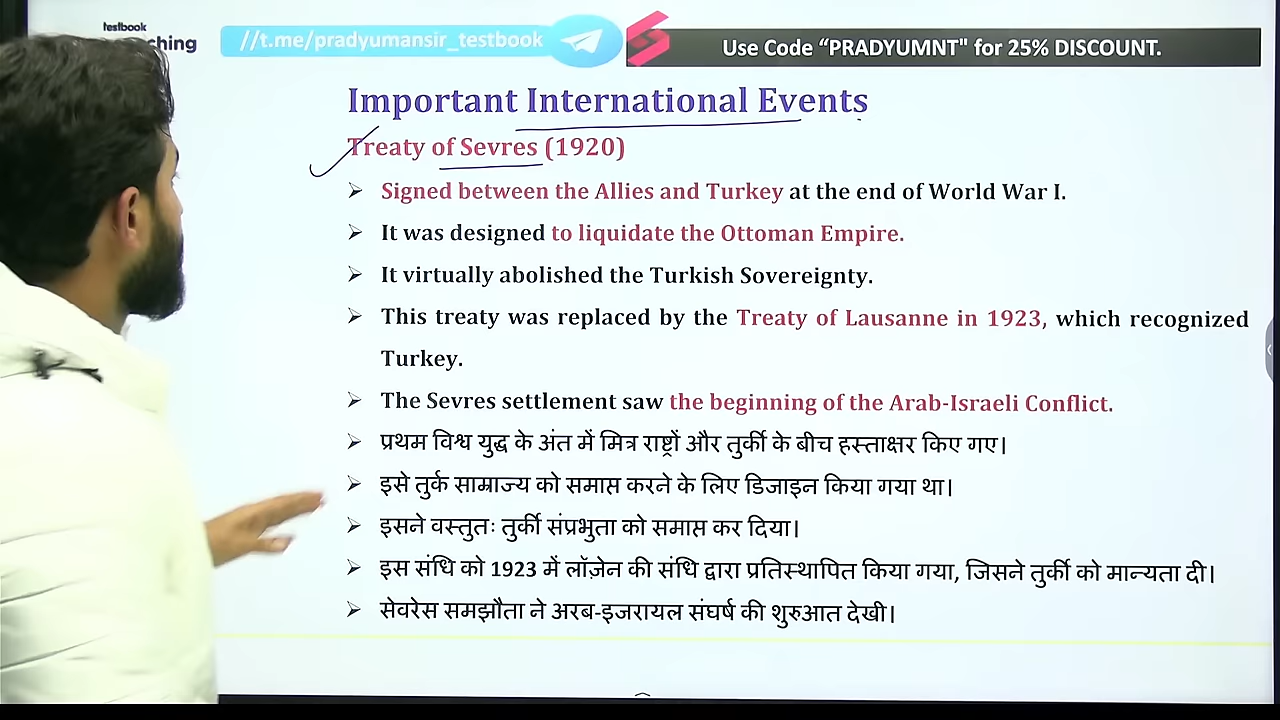 testbook
ching
//t.me/pradyumansir_testbook
Use Code “PRADYUMNT" for 25% DISCOUNT.
Important International Events
Treaty of Sevres (1920)
➢ Signed between the Allies and Turkey at the end of World War I.
➢ It was designed to liquidate the Ottoman Empire.
➢ It virtually abolished the Turkish Sovereignty.
➢ This treaty was replaced by the Treaty of Lausanne in 1923, which recognized
Turkey.
➢ The Sevres settlement saw the beginning of the Arab-Israeli Conflict.
➢ प्रथम विश्व युद्ध के अंत में मित्र राष्ट्रों और तुर्की के बीच हस्ताक्षर किए गए।
➢ इसे तुर्क साम्राज्य को समाप्त करने के लिए डिजाइन किया गया था।
➢ इसने वस्तुतः तुर्की संप्रभुता को समाप्त कर दिया।
➢ इस संधि को 1923 में लॉज़ेन की संधि द्वारा प्रतिस्थापित किया गया, जिसने तुर्की को मान्यता दी।
➢ सेवरेस समझौता ने अरब-इजरायल संघर्ष की शुरुआत देखी।